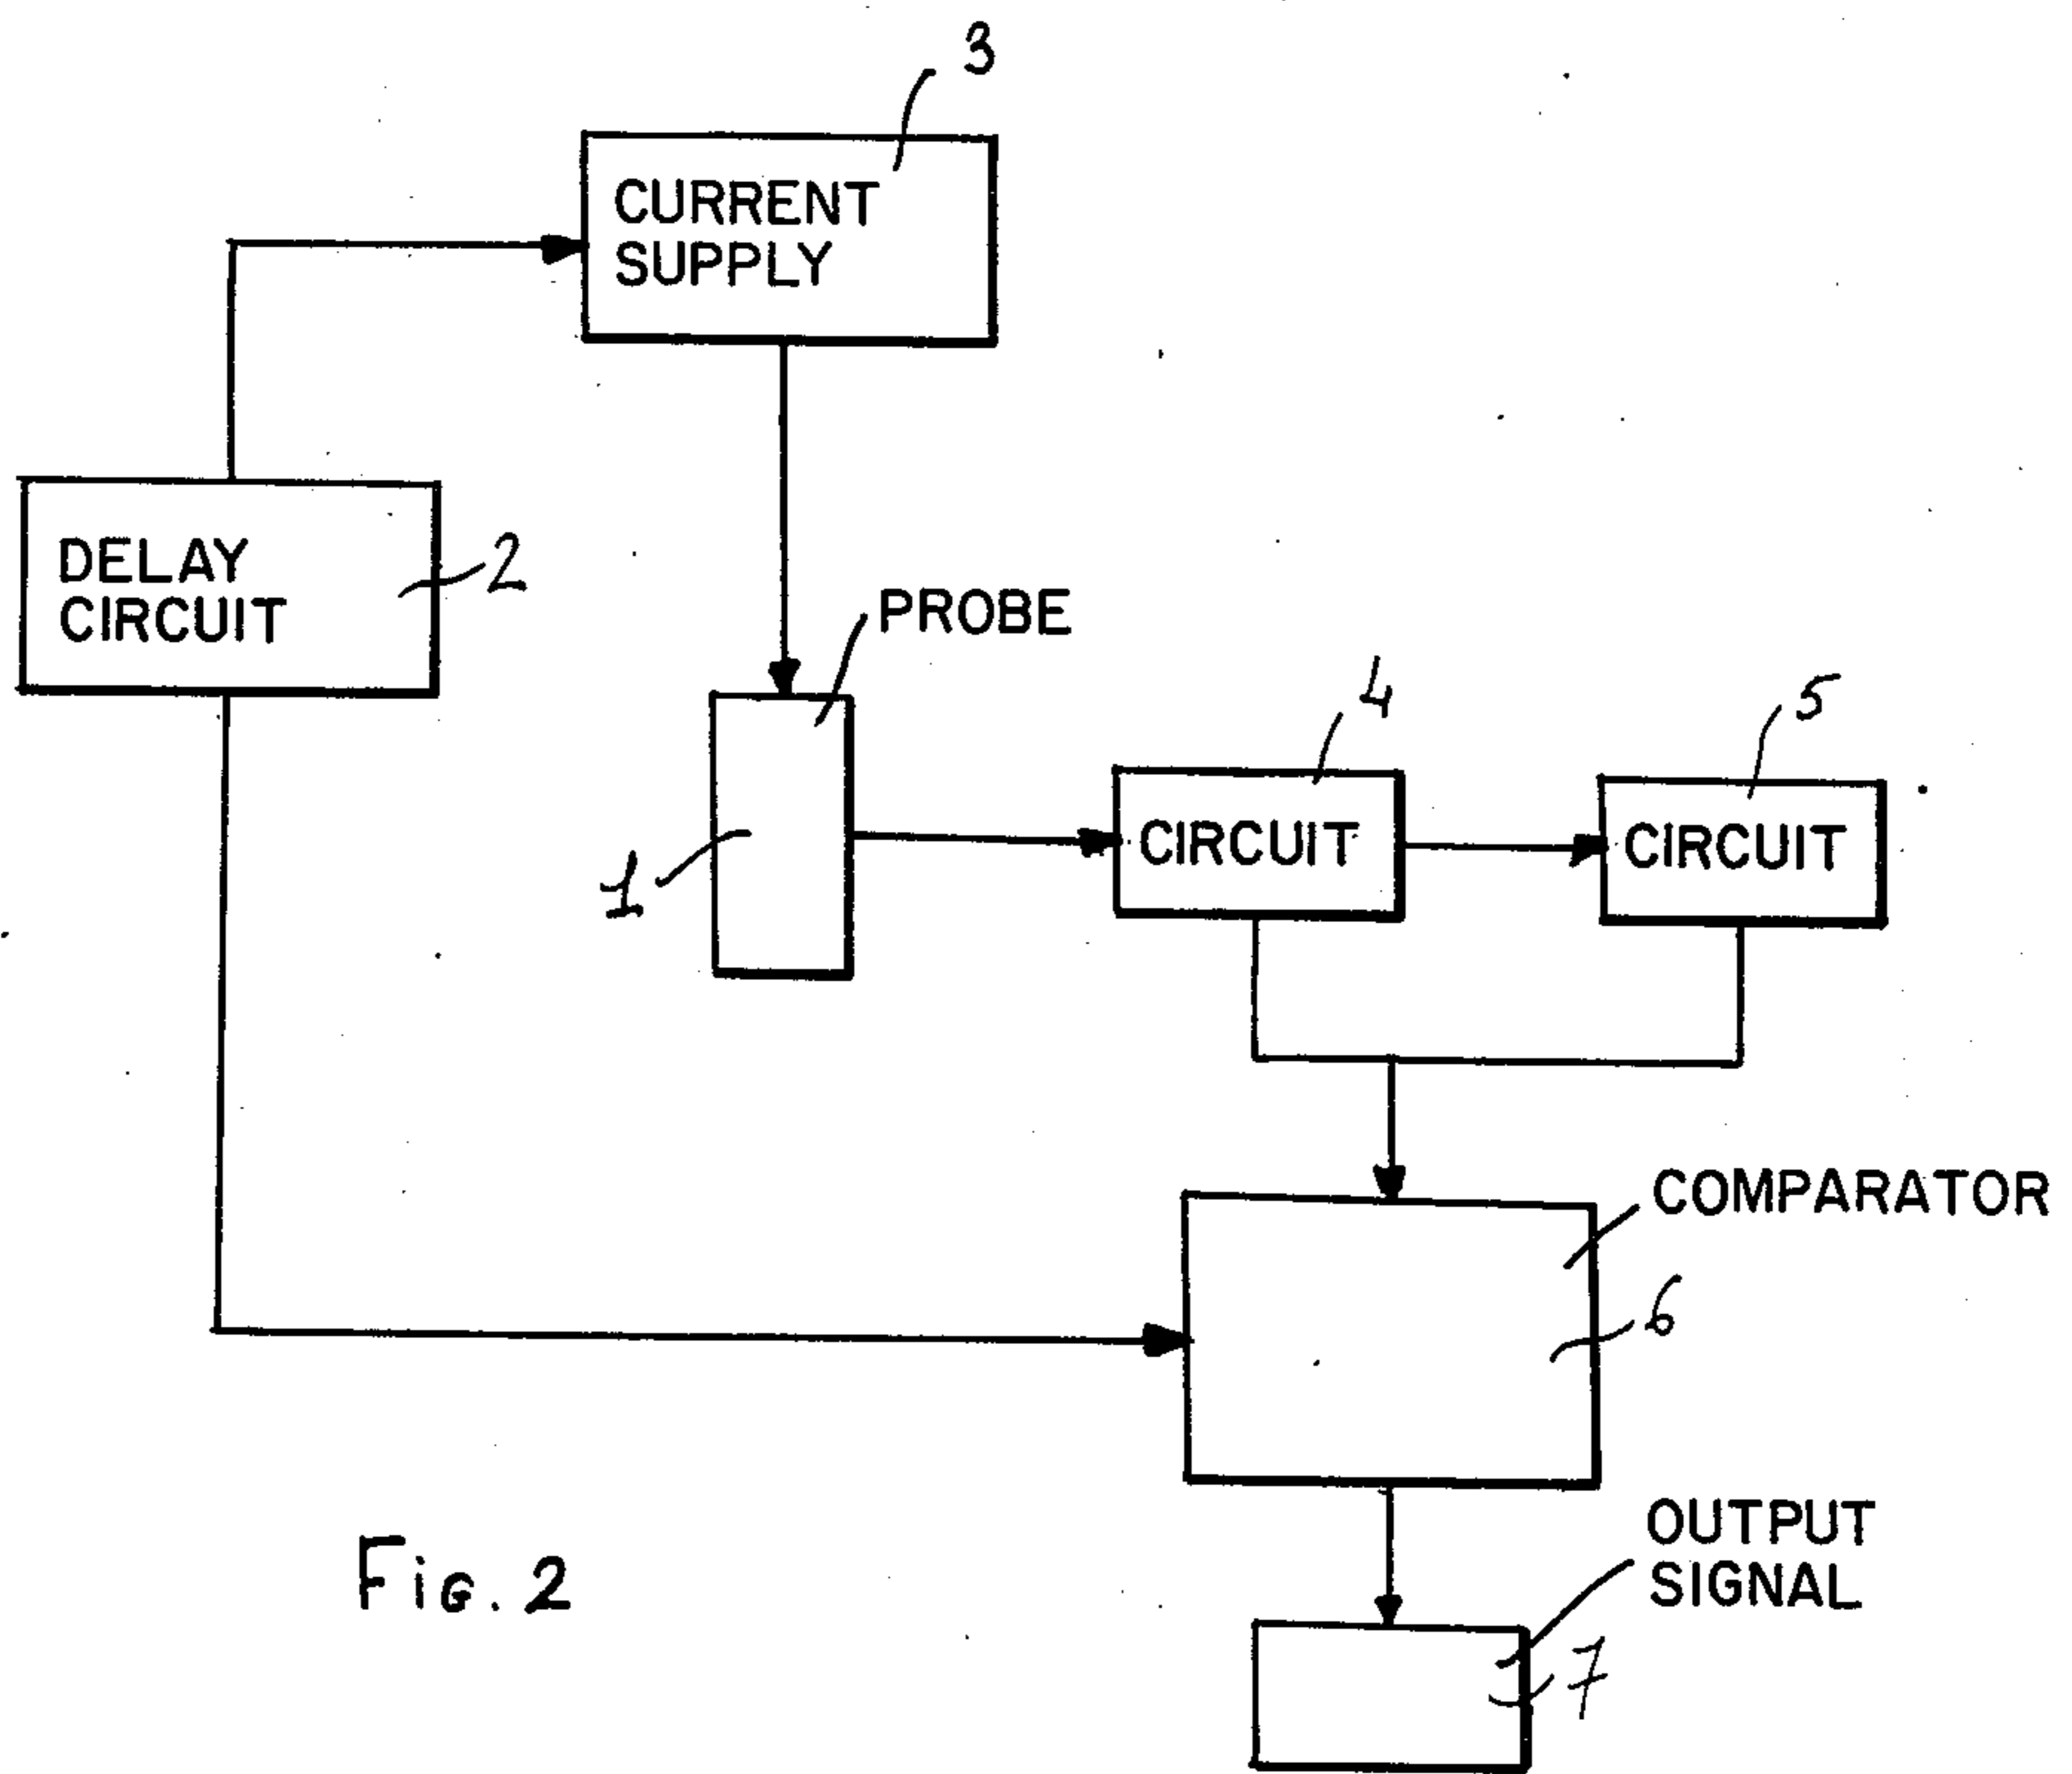 3
CURRENT
SUPPLY
DELAY
CIRCUIT
2
PROBE
1
4
CIRCUIT
5
CIRCUIT
COMPARATOR
6
OUTPUT
SIGNAL
7
FiG. 2